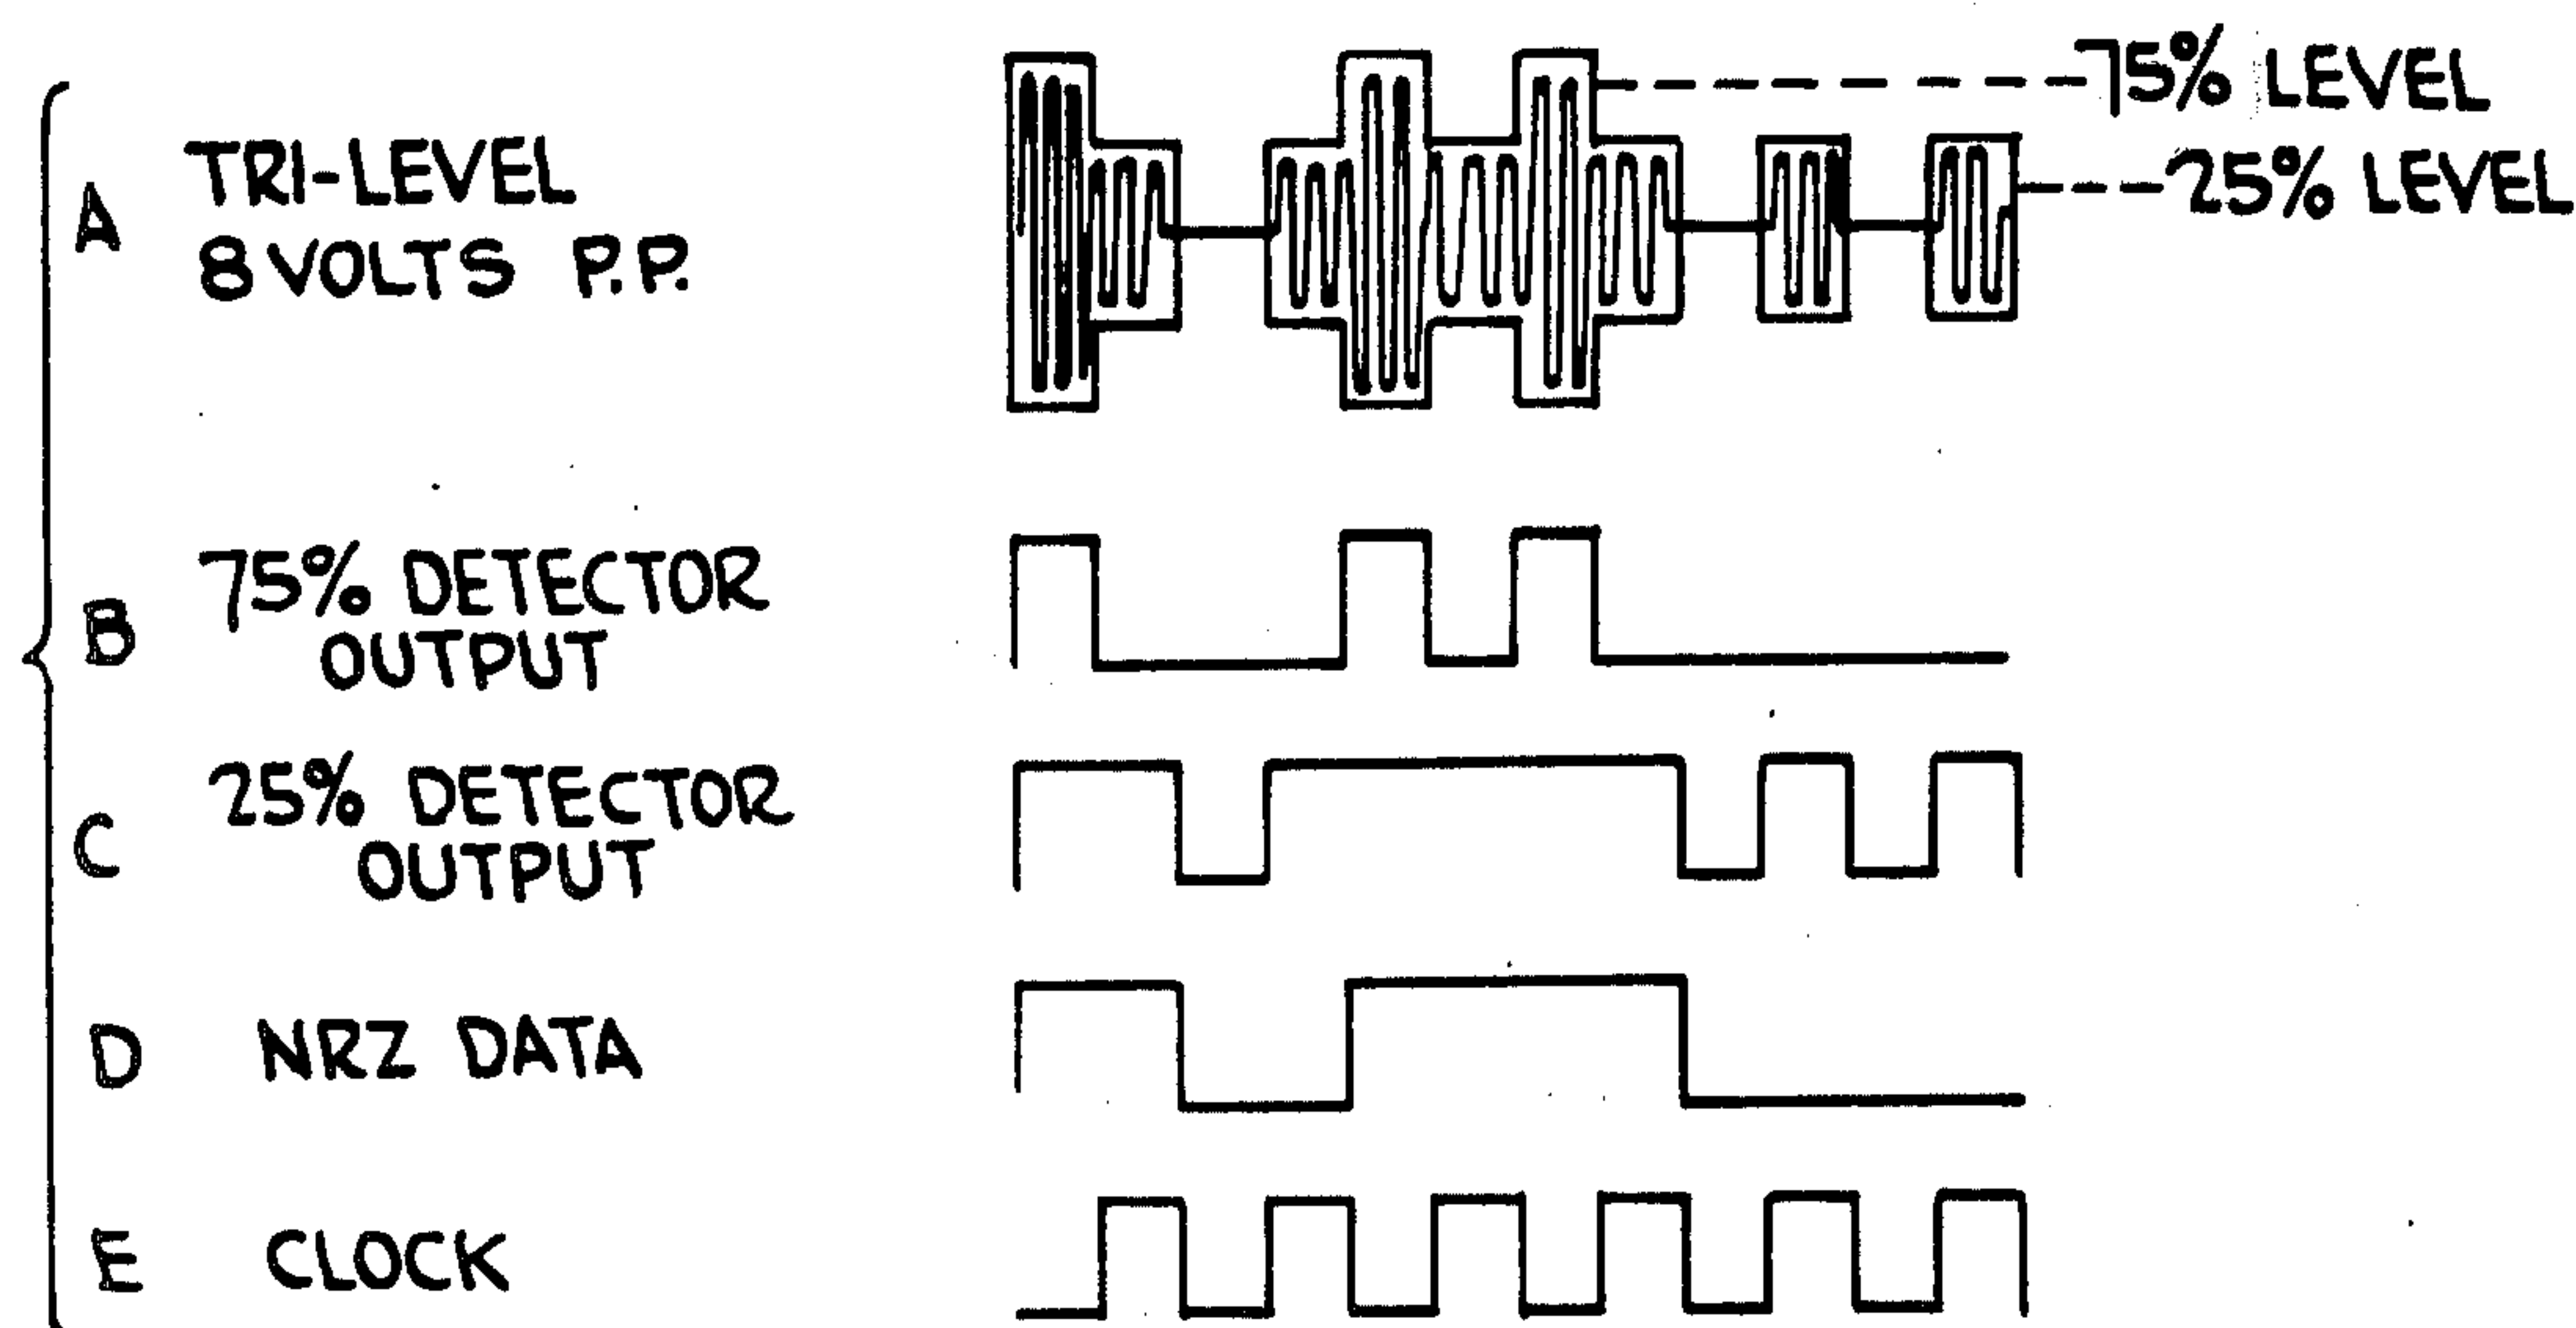 75% LEVEL
25% LEVEL
A
TRI-LEVEL
8 VOLTS P.P.
B
75% DETECTOR
OUTPUT
C
25% DETECTOR
OUTPUT
D
NRZ DATA
E
CLOCK